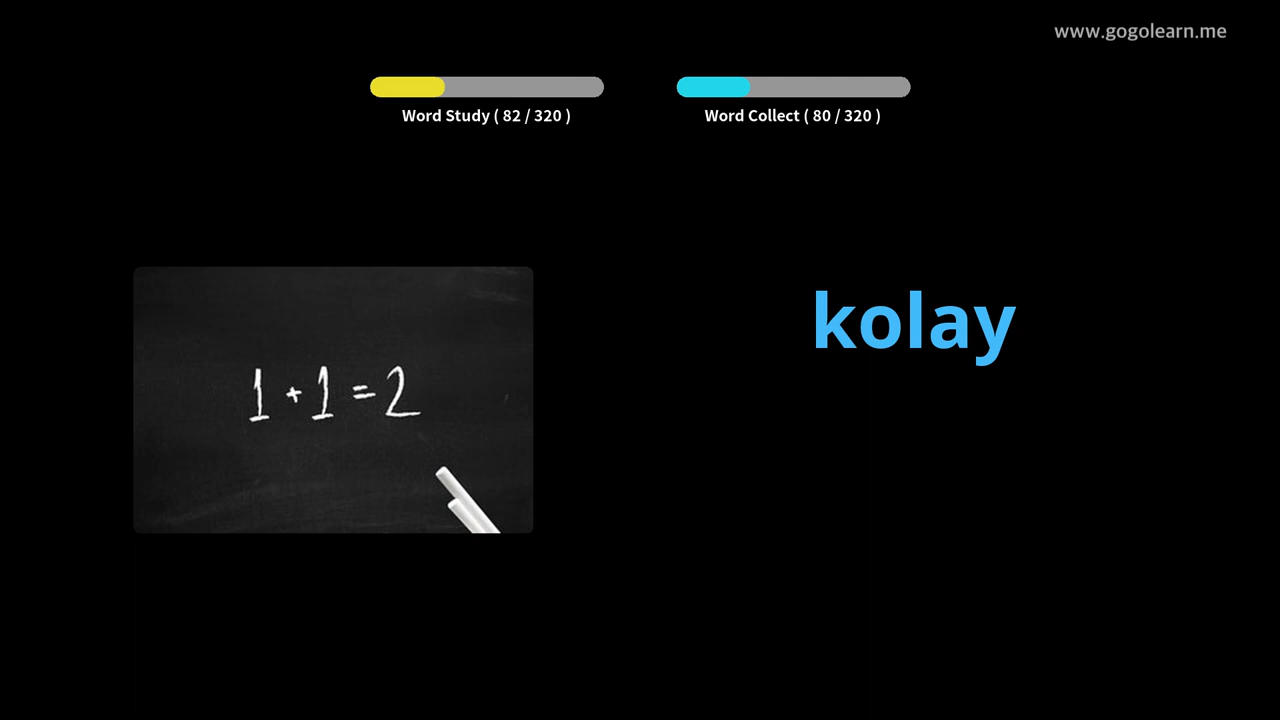 www.gogolearn.me
Word Study ( 82 / 320 )
Word Collect ( 80 / 320 )
kolay
1 + 1 = 2